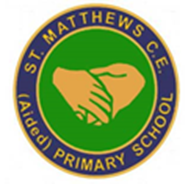 ST. MATTHEWS C.E.
(Aided) PRIMARY SCHOOL